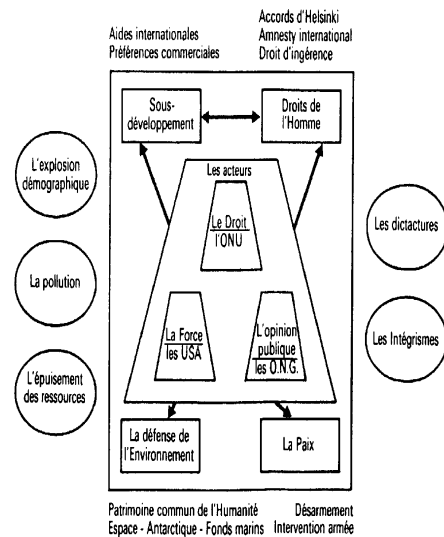 Aides internationales
Préférences commerciales
Accords d'Helsinki
Amnesty international
Droit d'ingérence
Sous-
développement
Droits de
l'Homme
L'explosion
démographique
La pollution
L'épuisement
des ressources
Les acteurs
Le Droit
l'ONU
La Force
les USA
L'opinion
publique
les O.N.G.
Les dictactures
Les Intégrismes
La défense de
l'Environnement
La Paix
Patrimoine commun de l'Humanité
Espace - Antarctique - Fonds marins
Désarmement
Intervention armée